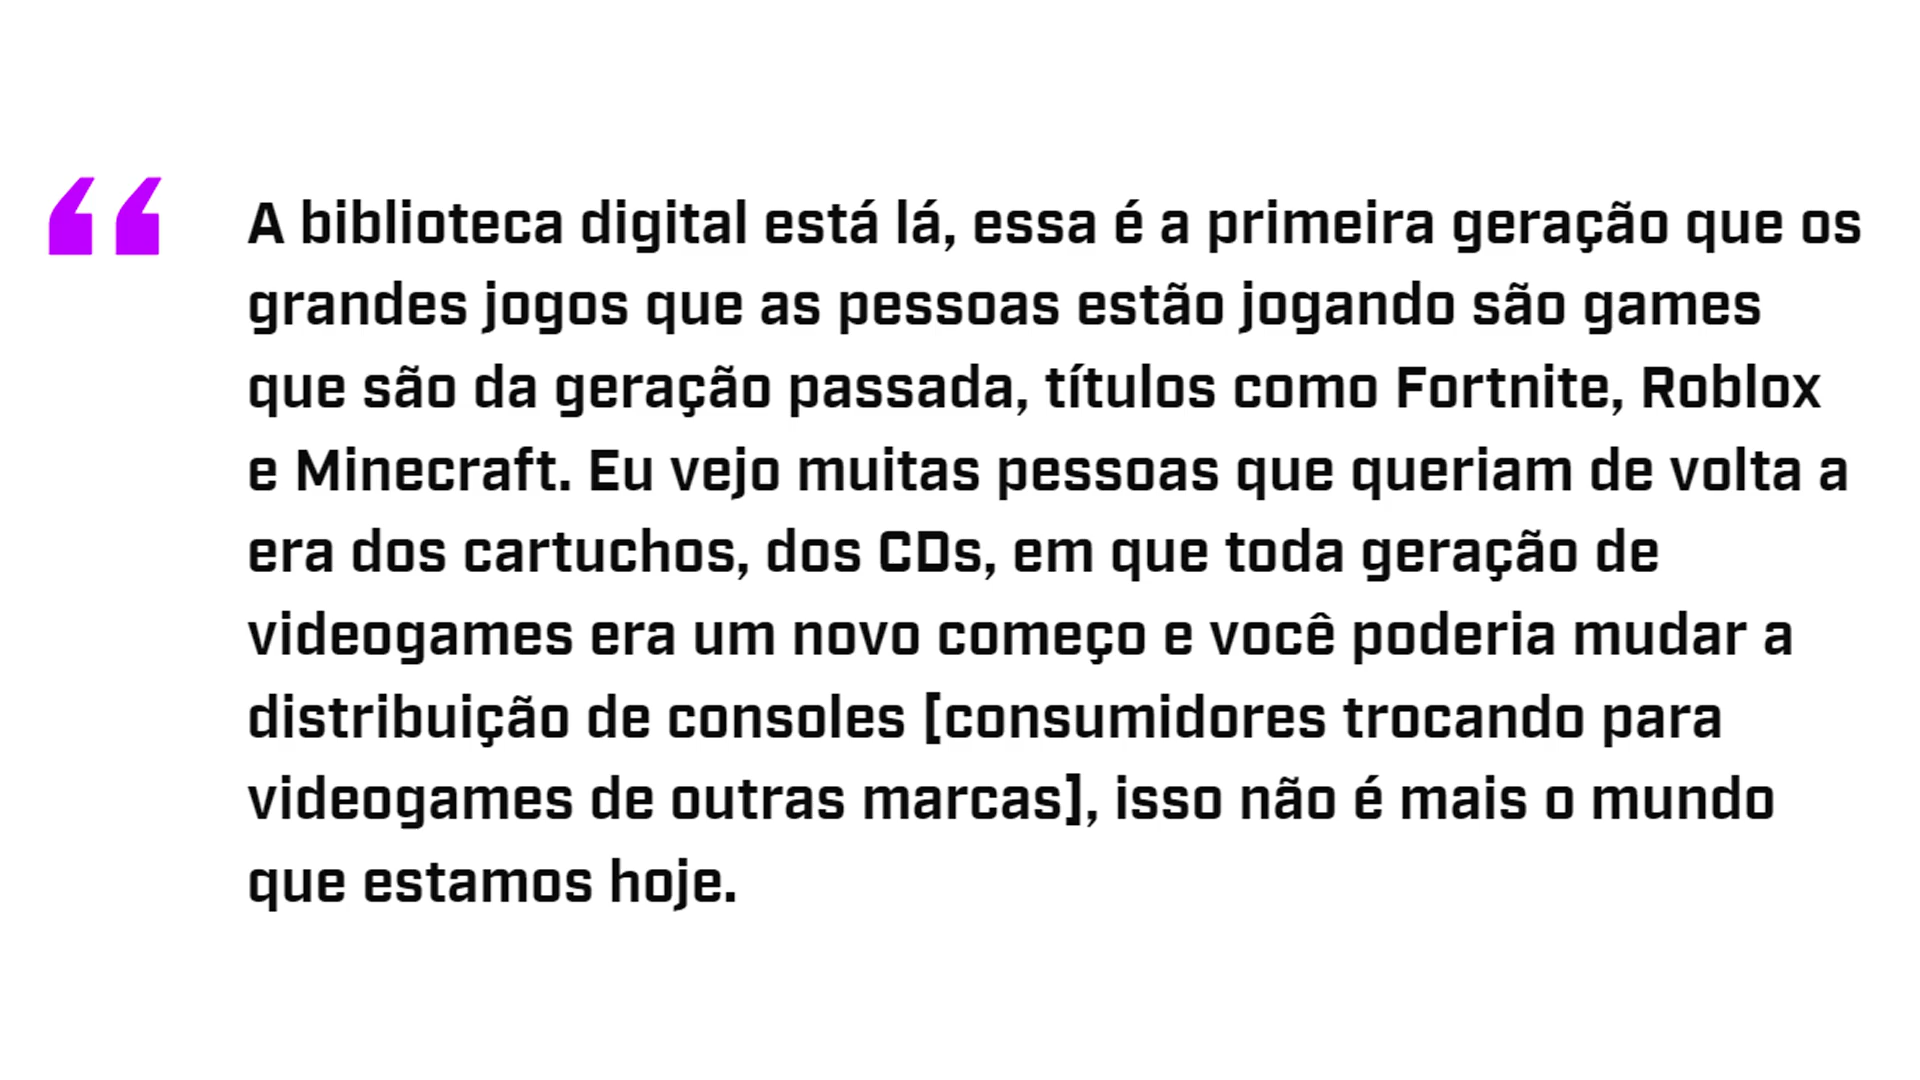 “
A biblioteca digital está lá, essa é a primeira geração que os
grandes jogos que as pessoas estão jogando são games
que são da geração passada, títulos como Fortnite, Roblox
e Minecraft. Eu vejo muitas pessoas que queriam de volta a
era dos cartuchos, dos CDs, em que toda geração de
videogames era um novo começo e você poderia mudar a
distribuição de consoles [consumidores trocando para
videogames de outras marcas], isso não é mais o mundo
que estamos hoje.